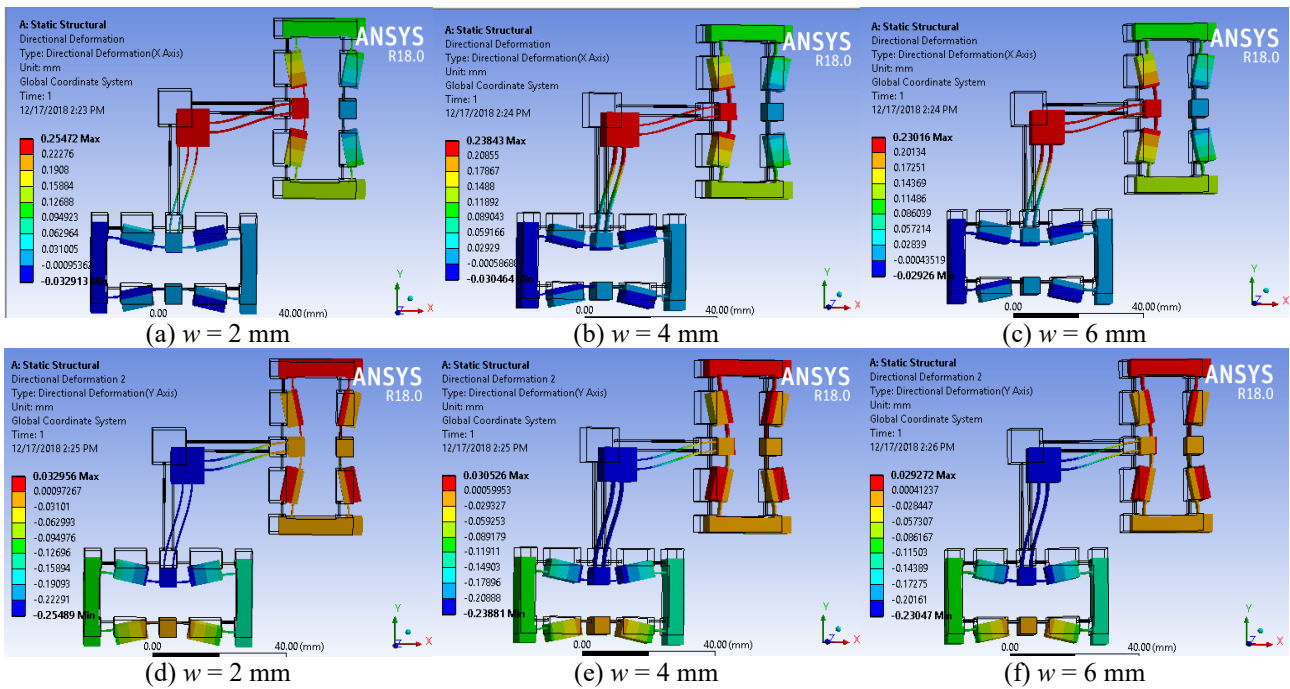 A: Static Structural
Directional Deformation
Type: Directional Deformation(X Axis)
Unit: mm
Global Coordinate System
Time: 1
12/17/2018 2:23 PM
0.25472 Max
0.22276
0.1908
0.15884
0.12688
0.094923
0.062964
0.031005
-0.00095362
-0.032913 Min
ANSYS
R18.0
Y
X
Z
0.00
40.00 (mm)
(a) w = 2 mm
A: Static Structural
Directional Deformation
Type: Directional Deformation(X Axis)
Unit: mm
Global Coordinate System
Time: 1
12/17/2018 2:24 PM
0.23843 Max
0.20855
0.17867
0.1488
0.11892
0.089043
0.059166
0.02929
-0.00058688
-0.030464 Min
ANSYS
R18.0
Y
X
Z
0.00
40.00 (mm)
(b) w = 4 mm
A: Static Structural
Directional Deformation
Type: Directional Deformation(X Axis)
Unit: mm
Global Coordinate System
Time: 1
12/17/2018 2:24 PM
0.23016 Max
0.20134
0.17251
0.14369
0.11486
0.086039
0.057214
0.02839
-0.00043519
-0.02926 Min
ANSYS
R18.0
Y
X
Z
0.00
40.00 (mm)
(c) w = 6 mm
A: Static Structural
Directional Deformation 2
Type: Directional Deformation(Y Axis)
Unit: mm
Global Coordinate System
Time: 1
12/17/2018 2:25 PM
0.032956 Max
0.00097267
-0.03101
-0.062993
-0.094976
-0.12696
-0.15894
-0.19093
-0.22291
-0.25489 Min
ANSYS
R18.0
Y
X
Z
0.00
40.00 (mm)
(d) w = 2 mm
A: Static Structural
Directional Deformation 2
Type: Directional Deformation(Y Axis)
Unit: mm
Global Coordinate System
Time: 1
12/17/2018 2:25 PM
0.030526 Max
0.00059953
-0.029327
-0.059253
-0.089179
-0.11911
-0.14903
-0.17896
-0.20888
-0.23881 Min
ANSYS
R18.0
Y
X
Z
0.00
40.00 (mm)
(e) w = 4 mm
A: Static Structural
Directional Deformation 2
Type: Directional Deformation(Y Axis)
Unit: mm
Global Coordinate System
Time: 1
12/17/2018 2:26 PM
0.029272 Max
0.00041237
-0.02847
-0.057307
-0.086167
-0.11503
-0.14389
-0.17275
-0.20161
-0.23047 Min
ANSYS
R18.0
Y
X
Z
0.00
40.00 (mm)
(f) w = 6 mm